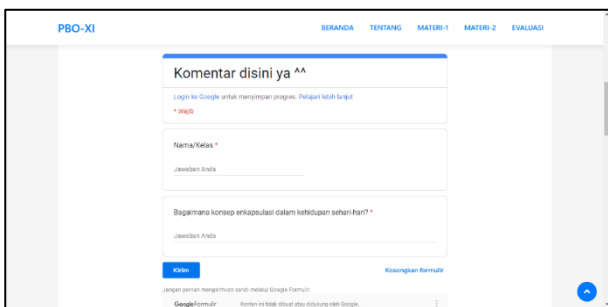 PBO-XI
BERANDA TENTANG MATERI-1 MATERI-2 EVALUASI
Komentar disini ya ^^
Login ke Google untuk menyimpan progres. Pelajari lebih lanjut
* Wajib
Nama/Kelas *
Jawaban Anda
Bagaimana konsep enkapsulasi dalam kehidupan sehari-hari? *
Jawaban Anda
Kirim
Kosongkan formulir
Jangan pernah mengirimkan sandi melalui Google Formulir.
GoogleFormulir Konten ini tidak dibuat atau didukung oleh Google.